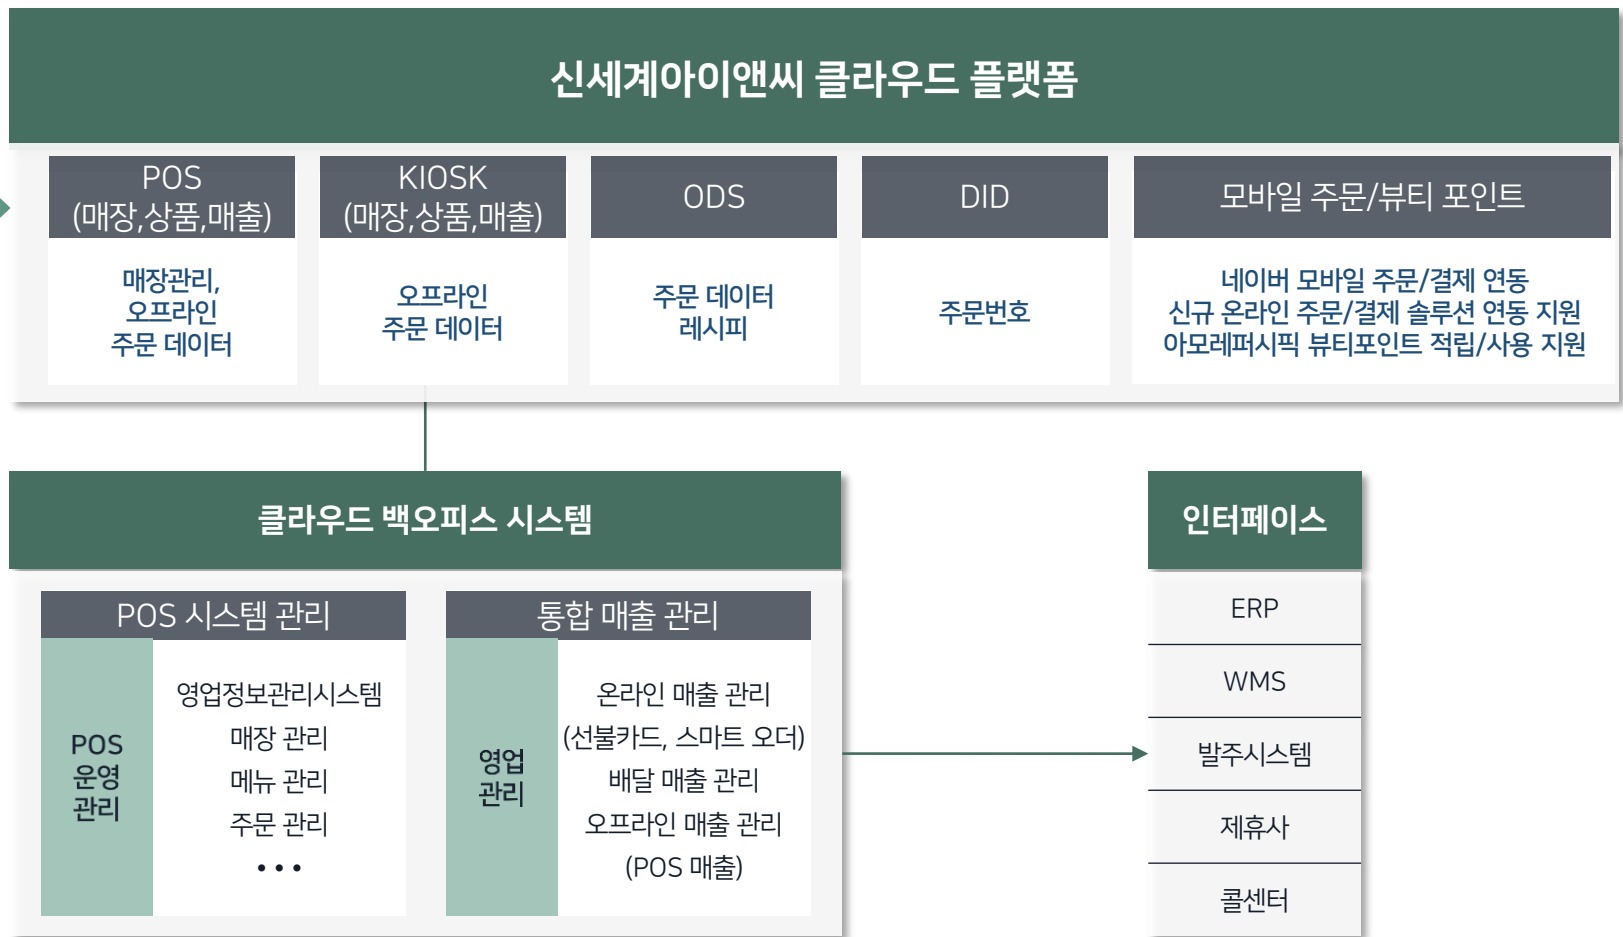 신세계아이앤씨 클라우드 플랫폼
POS
(매장,상품,매출)
매장관리,
오프라인
주문 데이터
KIOSK
(매장,상품,매출)
오프라인
주문 데이터
ODS
주문 데이터
레시피
DID
주문번호
모바일 주문/뷰티 포인트
네이버 모바일 주문/결제 연동
신규 온라인 주문/결제 솔루션 연동 지원
아모레퍼시픽 뷰티포인트 적립/사용 지원
클라우드 백오피스 시스템
POS 시스템 관리
POS
운영
관리
영업정보관리시스템
매장 관리
메뉴 관리
주문 관리
• • •
통합 매출 관리
영업
관리
온라인 매출 관리
(선불카드, 스마트 오더)
배달 매출 관리
오프라인 매출 관리
(POS 매출)
인터페이스
ERP
WMS
발주시스템
제휴사
콜센터